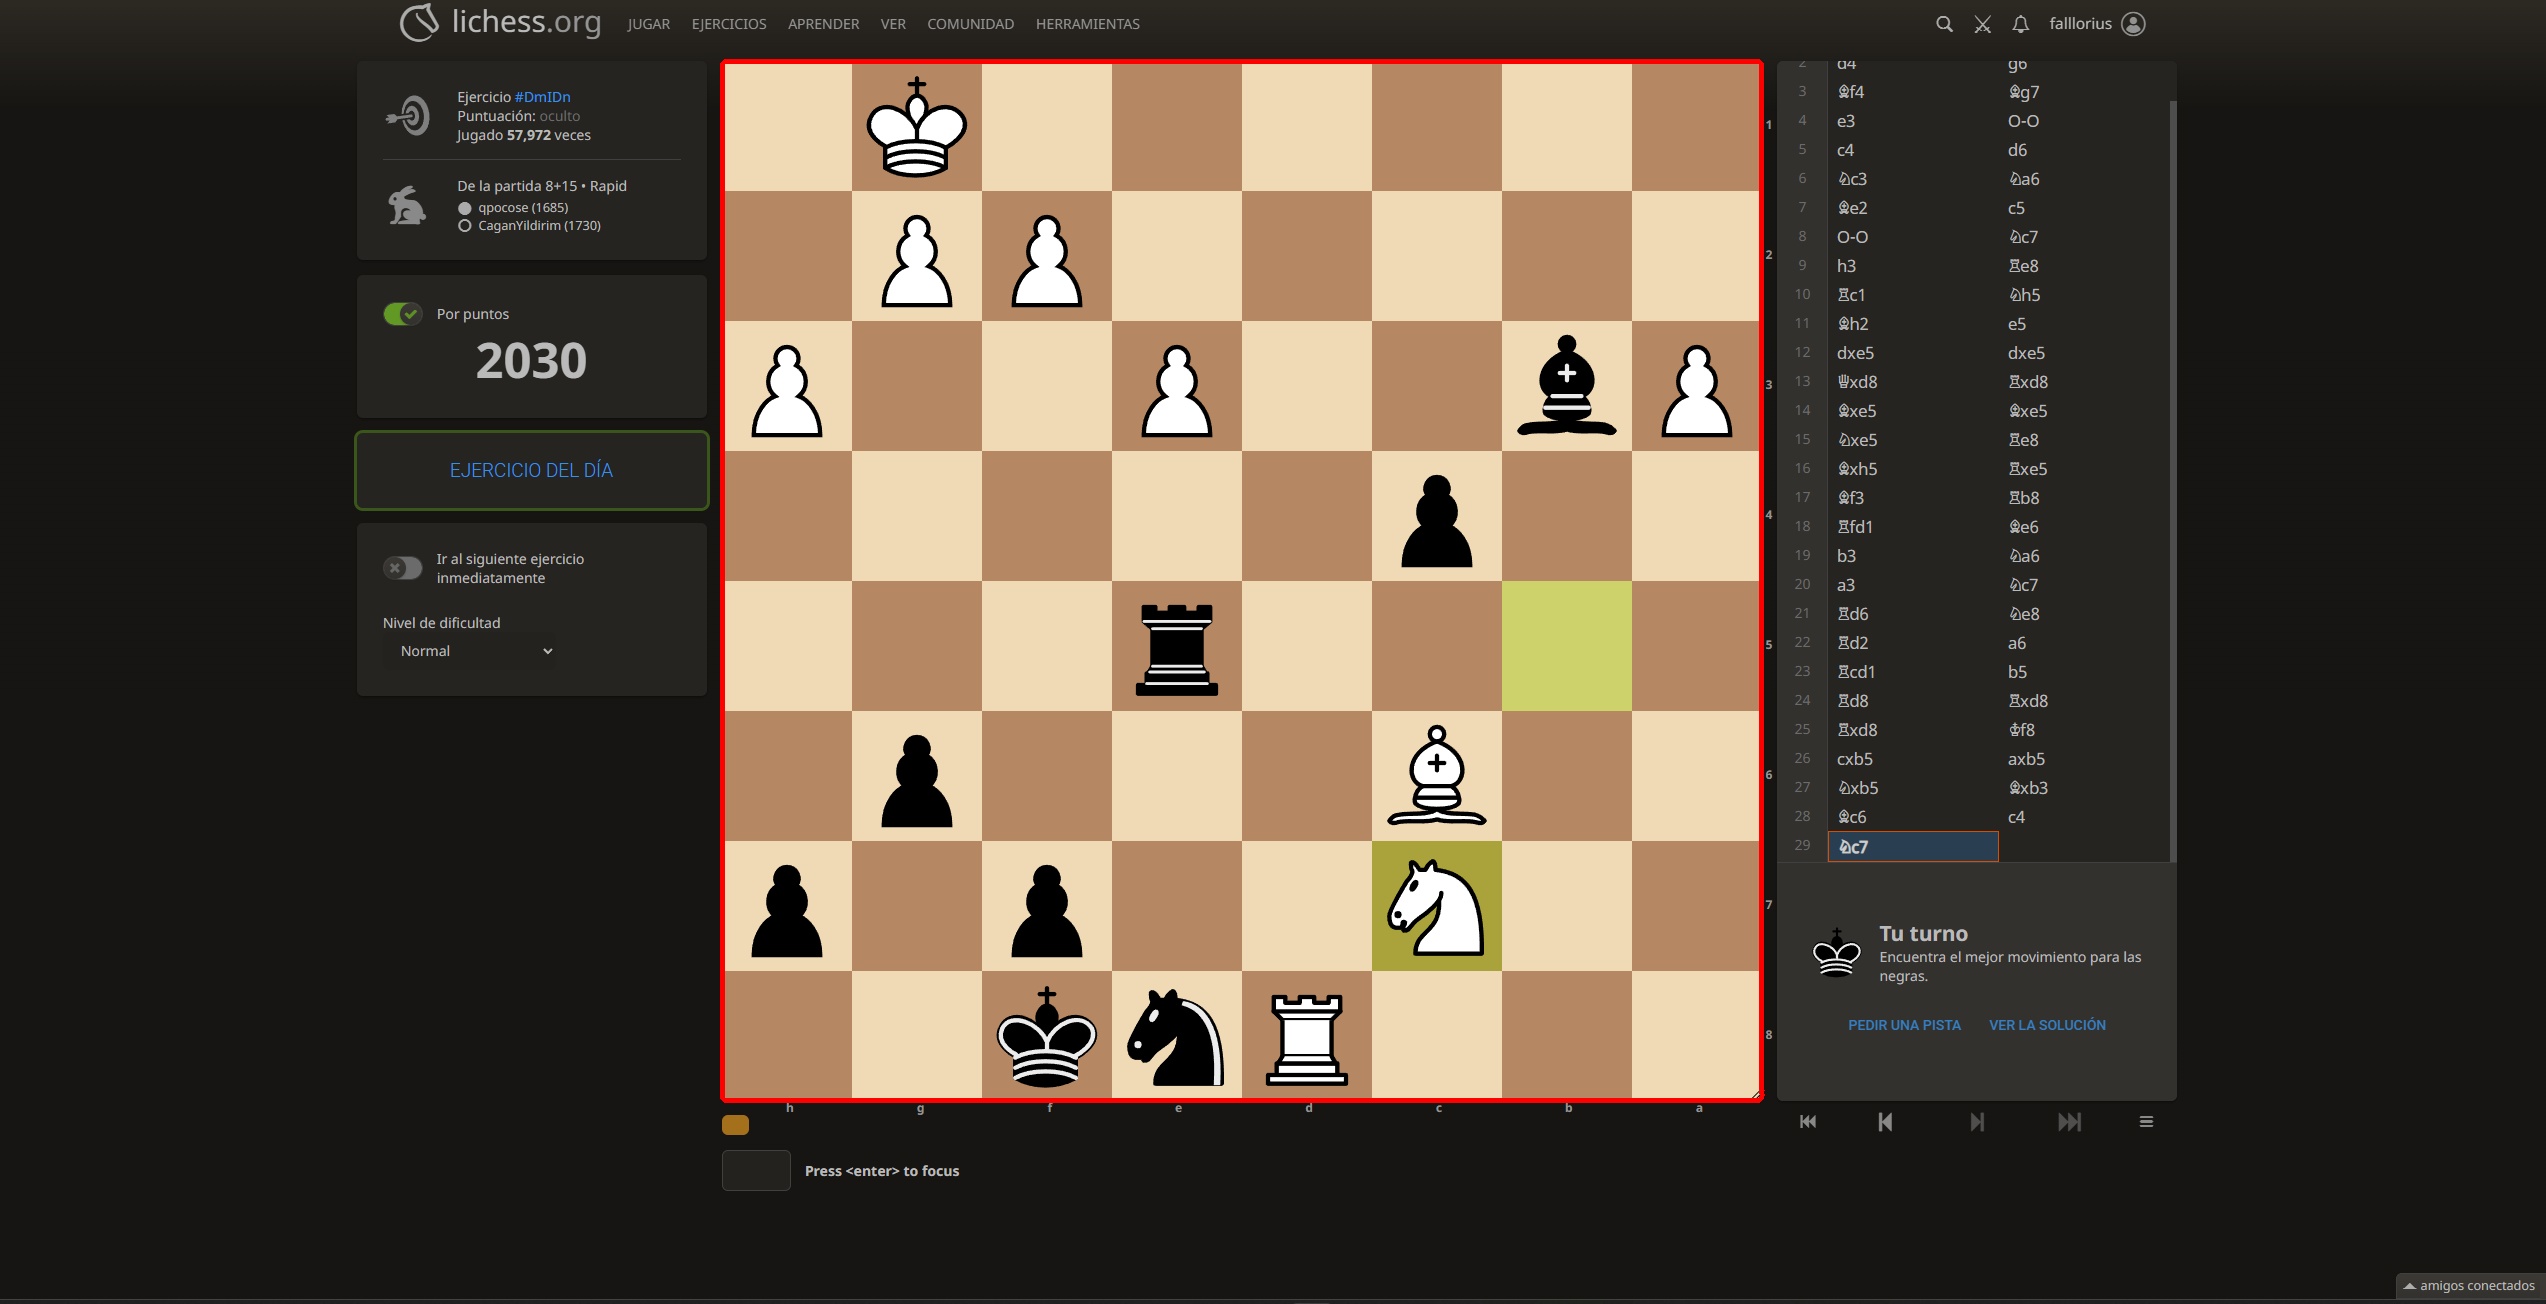 lichess.org JUGAR EJERCICIOS APRENDER VER COMUNIDAD HERRAMIENTAS falllorius
Ejercicio #DmIDn
Puntuación: oculto
Jugado 57,972 veces
De la partida 8+15 • Rapid
qpocose (1685)
CaganYildirim (1730)
Por puntos
2030
EJERCICIO DEL DÍA
Ir al siguiente ejercicio
inmediatamente
Nivel de dificultad
Normal
1
2
3
4
5
6
7
8
h g f e d c b a
Press <enter> to focus
2 d4 g6
3 ♗f4 ♗g7
4 e3 O-O
5 c4 d6
6 ♘c3 ♘a6
7 ♗e2 c5
8 O-O ♘c7
9 h3 ♖e8
10 ♖c1 ♘h5
11 ♗h2 e5
12 dxe5 dxe5
13 ♕xd8 ♖xd8
14 ♗xe5 ♗xe5
15 ♘xe5 ♖e8
16 ♗xh5 ♖xe5
17 ♗f3 ♖b8
18 ♖fd1 ♗e6
19 b3 ♘a6
20 a3 ♘c7
21 ♖d6 ♘e8
22 ♖d2 a6
23 ♖cd1 b5
24 ♖d8 ♖xd8
25 ♖xd8 ♔f8
26 cxb5 axb5
27 ♘xb5 ♗xb3
28 ♗c6 c4
29 ♘c7
Tu turno
Encuentra el mejor movimiento para las
negras.
PEDIR UNA PISTA VER LA SOLUCIÓN
amigos conectados